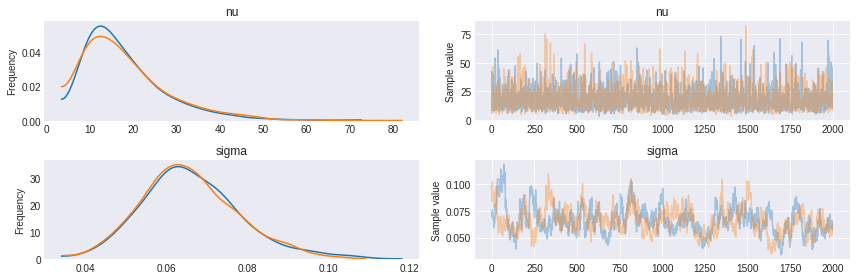 nu
Frequency
0.04
0.02
0.00
0 10 20 30 40 50 60 70 80
nu
Sample value
75
50
25
0
0 250 500 750 1000 1250 1500 1750 2000
sigma
Frequency
30
20
10
0
0.04 0.06 0.08 0.10 0.12
sigma
Sample value
0.100
0.075
0.050
0 250 500 750 1000 1250 1500 1750 2000